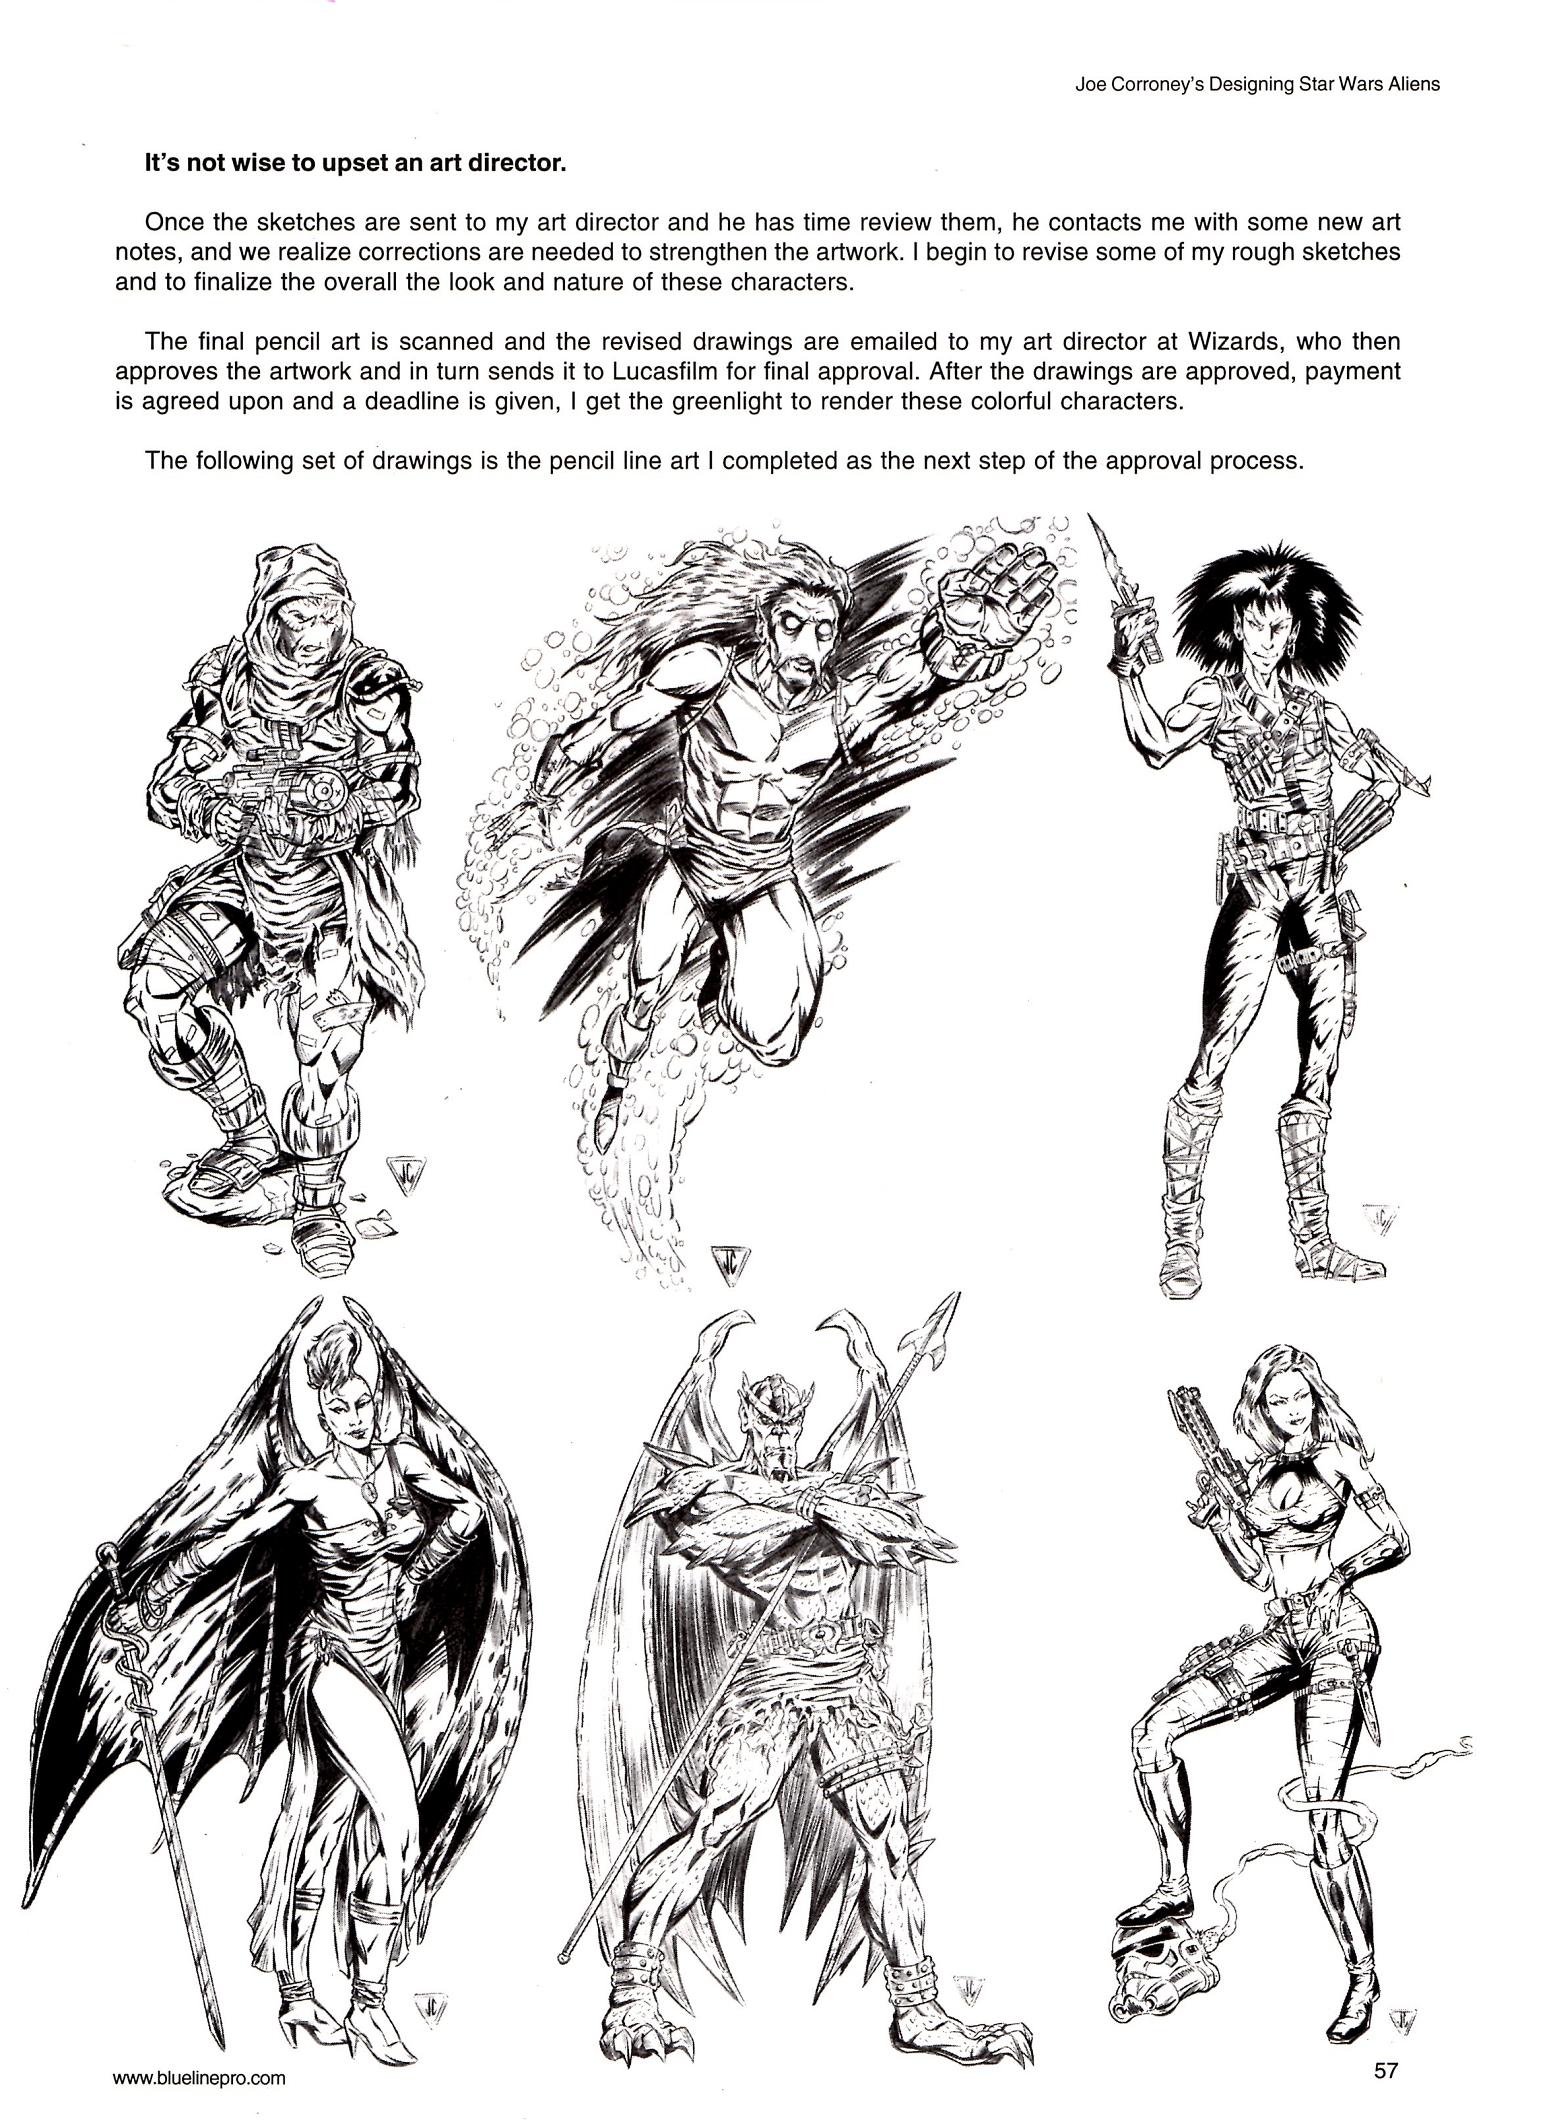 Joe Corroney's Designing Star Wars Aliens
It's not wise to upset an art director.
Once the sketches are sent to my art director and he has time review them, he contacts me with some new art
notes, and we realize corrections are needed to strengthen the artwork. I begin to revise some of my rough sketches
and to finalize the overall the look and nature of these characters.
The final pencil art is scanned and the revised drawings are emailed to my art director at Wizards, who then
approves the artwork and in turn sends it to Lucasfilm for final approval. After the drawings are approved, payment
is agreed upon and a deadline is given, I get the greenlight to render these colorful characters.
The following set of drawings is the pencil line art I completed as the next step of the approval process.
JC
JC
JC
JC
JC
JC
www.bluelinepro.com
57